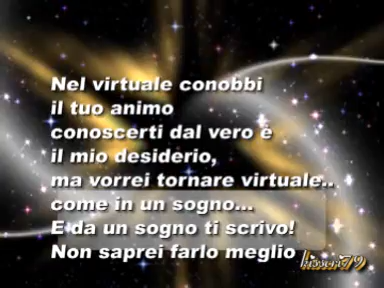 Nel virtuale conobbi
il tuo animo
conoscerti dal vero è
il mio desiderio,
ma vorrei tornare virtuale..
come in un sogno...
E da un sogno ti scrivo!
Non saprei farlo meglio